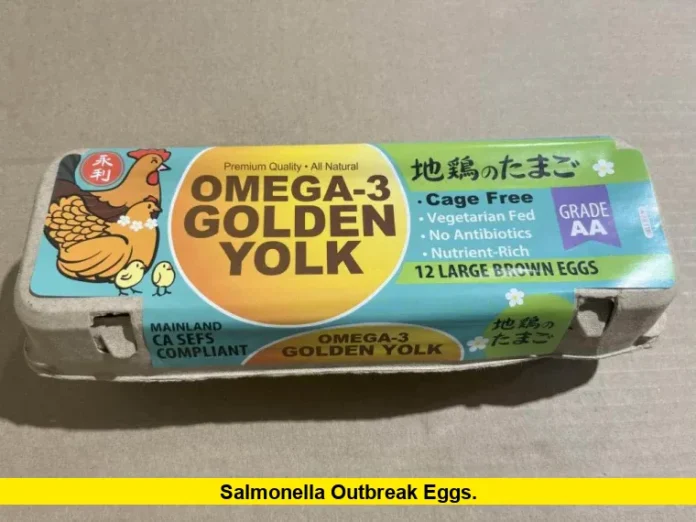 永
利
Premium Quality • All Natural
OMEGA-3
GOLDEN
YOLK
地鶏のたまご
• Cage Free
• Vegetarian Fed
• No Antibiotics
• Nutrient-Rich
12 LARGE BROWN EGGS
GRADE
AA
MAINLAND
CA SEFS
COMPLIANT
OMEGA-3
GOLDEN YOLK
地鶏の
たまご
Salmonella Outbreak Eggs.